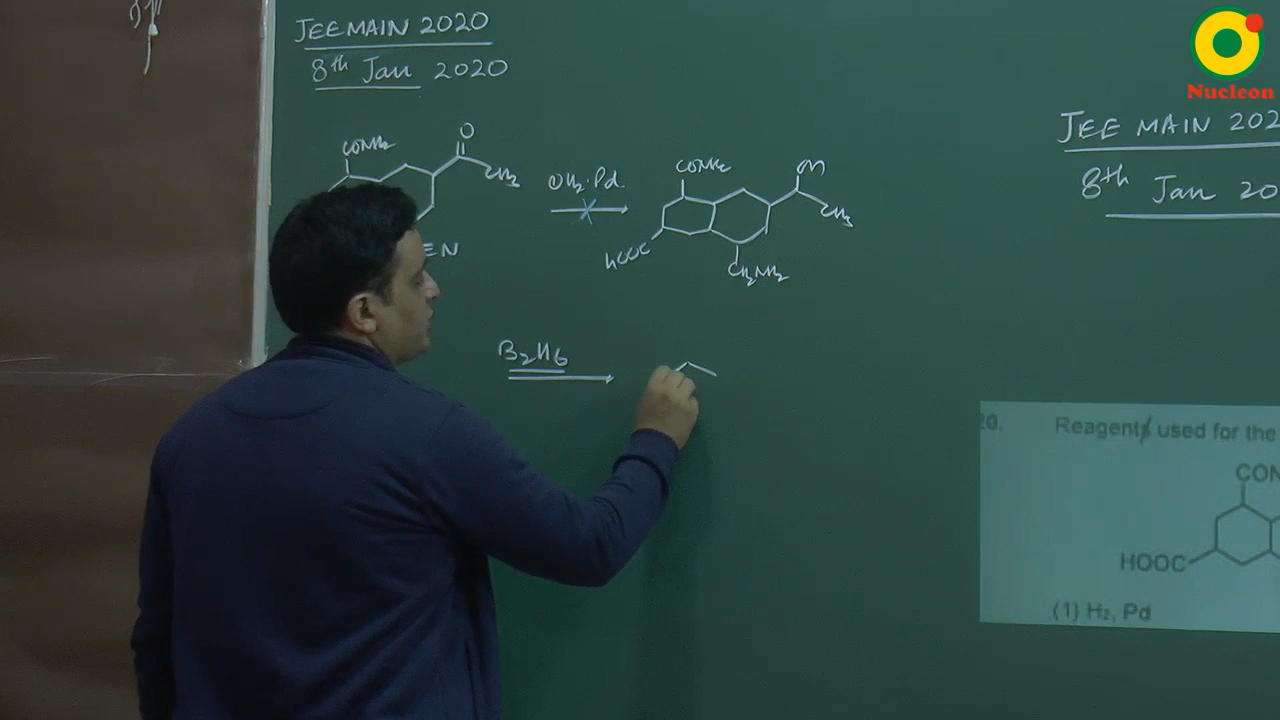 JEE MAIN 2020
8th Jan 2020
CONH2
O
CH3
EN
H2.Pd
CONH2
OH
CH3
HOOC
CH2NH2
B2H6
Nucleon
JEE MAIN 202
8th Jan 20
20.
Reagents used for the
CON
HOOC
(1) H2, Pd